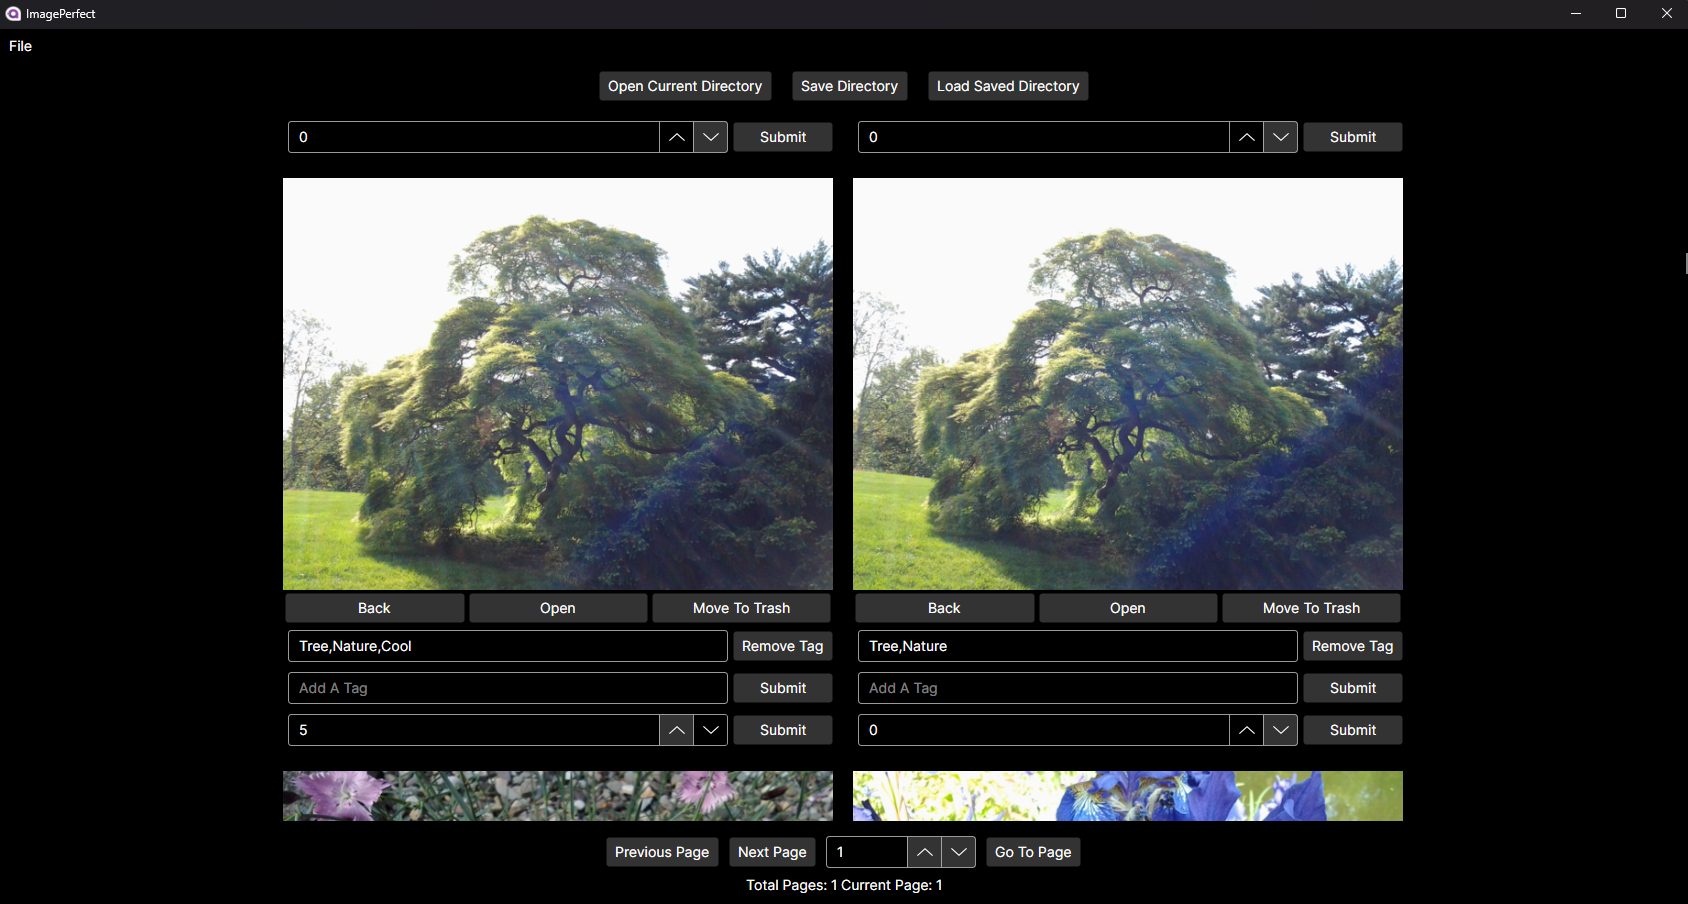 ImagePerfect
File
Open Current Directory Save Directory Load Saved Directory
0 Submit 0 Submit
Back Open Move To Trash Back Open Move To Trash
Tree,Nature,Cool Remove Tag Tree,Nature Remove Tag
Add A Tag Submit Add A Tag Submit
5 Submit 0 Submit
Previous Page Next Page 1 Go To Page
Total Pages: 1 Current Page: 1